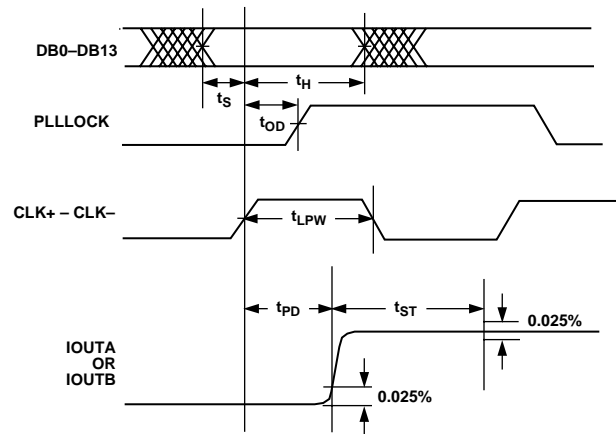 DB0–DB13
tS
tH
tOD
PLLLOCK
CLK+ – CLK–
tLPW
tPD
tST
0.025%
IOUTA
OR
IOUTB
0.025%